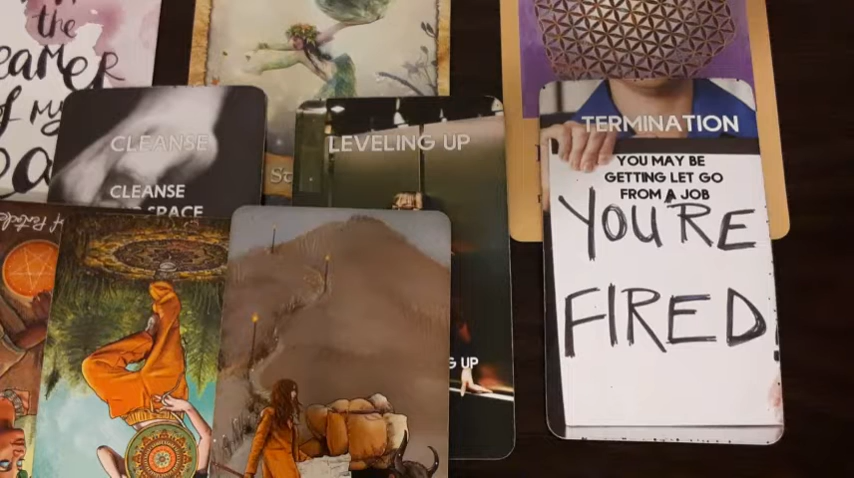 the
of my
CLEANSE
CLEANSE
SPACE
LEVELING UP
UP
TERMINATION
YOU MAY BE
GETTING LET GO
FROM A JOB
YOU'RE
FIRED!